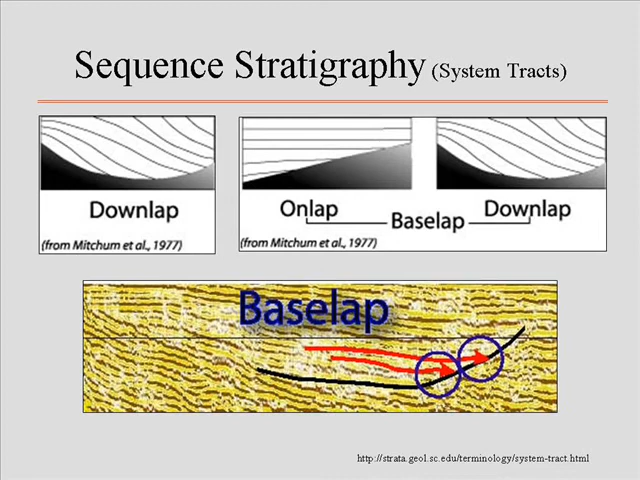 Sequence Stratigraphy (System Tracts)
Downlap
(from Mitchum et al., 1977)
Onlap
Baselap
Downlap
(from Mitchum et al., 1977)
Baselap
http://strata.geol.sc.edu/terminology/system-tract.html